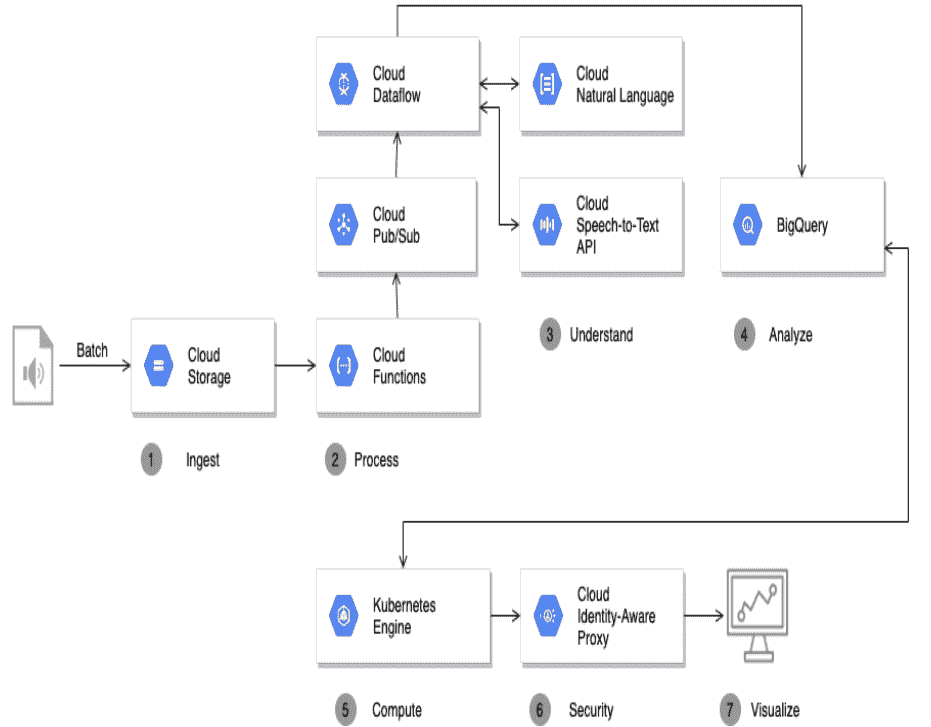 Cloud
Dataflow
Cloud
Natural Language
Cloud
Pub/Sub
Cloud
Speech-to-Text
API
BigQuery
3 Understand
4 Analyze
Batch
Cloud
Storage
Cloud
Functions
1 Ingest
2 Process
Kubernetes
Engine
Cloud
Identity-Aware
Proxy
5 Compute
6 Security
7 Visualize